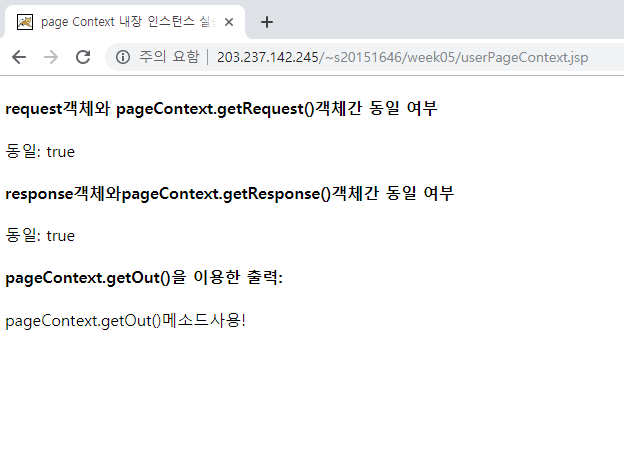 page Context 내장 인스턴스 실
주의 요함 203.237.142.245/~s20151646/week05/userPageContext.jsp
request객체와 pageContext.getRequest()객체간 동일 여부
동일: true
response객체와pageContext.getResponse()객체간 동일 여부
동일: true
pageContext.getOut()을 이용한 출력:
pageContext.getOut()메소드사용!